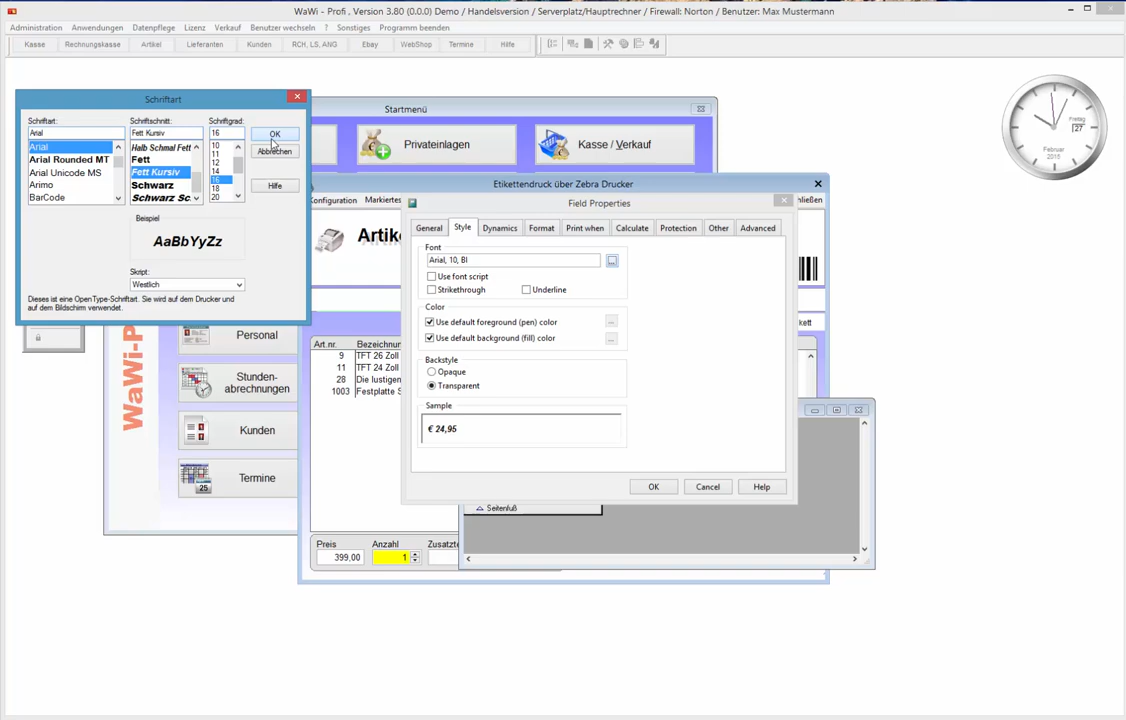 WaWi - Profi , Version 3.80 (0.0.0) Demo / Handelsversion / Serverplatz/Hauptrechner / Firewall: Norton / Benutzer: Max Mustermann
Administration Anwendungen Datenpflege Lizenz Verkauf Benutzer wechseln ? Sonstiges Programm beenden
Kasse Rechnungskasse Artikel Lieferanten Kunden RCH, LS, ANG Ebay WebShop Termine Hilfe
Schriftart
Schriftart:
Arial
Arial
Arial Rounded MT
Arial Unicode MS
Arimo
BarCode
Schriftschnitt:
Fett Kursiv
Halb Schmal Fett
Fett
Fett Kursiv
Schwarz
Schwarz Sc
Schriftgrad:
16
10
11
12
14
16
18
20
OK
Abbrechen
Hilfe
Beispiel
AaBbYyZz
Skript:
Westlich
Dieses ist eine OpenType-Schriftart. Sie wird auf dem Drucker und
auf dem Bildschirm verwendet.
Startmenü
Privateinlagen
Kasse / Verkauf
Freitag
27
Februar
2015
Etikettendruck über Zebra Drucker
Configuration Markiertes
ließen
Artike
Field Properties
General Style Dynamics Format Print when Calculate Protection Other Advanced
Font
Arial, 10, BI
...
Use font script
Strikethrough Underline
Color
Use default foreground (pen) color ...
Use default background (fill) color ...
Backstyle
Opaque
Transparent
Sample
€ 24,95
OK Cancel Help
kett
WaWi-P
Personal
Stunden-
abrechnungen
Kunden
Termine
25
Art.nr. Bezeichnun
9 TFT 26 Zoll
11 TFT 24 Zoll
28 Die lustigen
1003 Festplatte S
Seitenfuß
Preis Anzahl Zusatzte
399,00 1